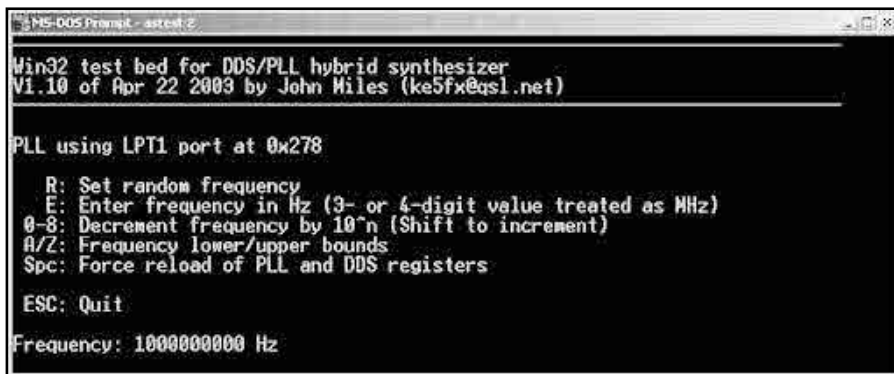 MS-DOS Prompt - astest 2
Win32 test bed for DDS/PLL hybrid synthesizer
V1.10 of Apr 22 2003 by John Miles (ke5fx@qsl.net)
PLL using LPT1 port at 0x278
R: Set random frequency
E: Enter frequency in Hz (3- or 4-digit value treated as MHz)
0-8: Decrement frequency by 10^n (Shift to increment)
A/Z: Frequency lower/upper bounds
Spc: Force reload of PLL and DDS registers
ESC: Quit
Frequency: 1000000000 Hz